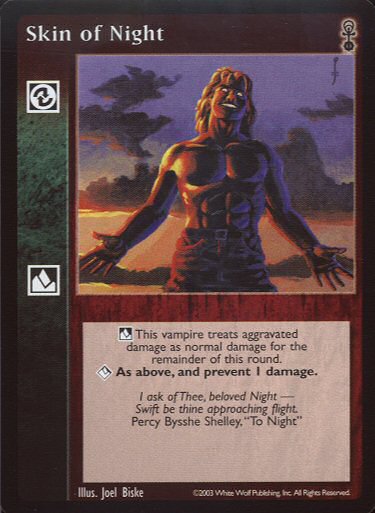 Skin of Night
This vampire treats aggravated
damage as normal damage for the
remainder of this round.
As above, and prevent 1 damage.
I ask of Thee, beloved Night —
Swift be thine approaching flight.
Percy Bysshe Shelley, "To Night"
Illus. Joel Biske
©2003 White Wolf Publishing, Inc. All Rights Reserved.